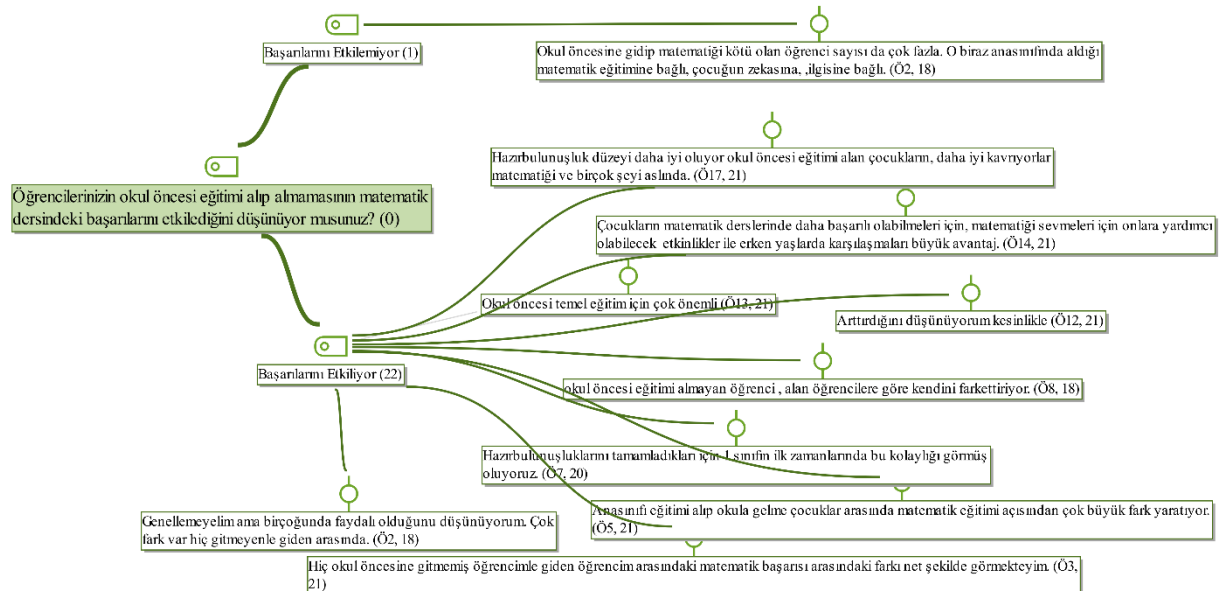 Başarılarını Etkilemiyor (1)
Okul öncesine gidip matematiği kötü olan öğrenci sayısı da çok fazla. O biraz anasınıfında aldığı
matematik eğitimine bağlı, çocuğun zekasına, ,ilgisine bağlı. (Ö2, 18)
Hazırbulunuşluk düzeyi daha iyi oluyor okul öncesi eğitimi alan çocukların, daha iyi kavrıyorlar
matematiği ve birçok şeyi aslında. (Ö17, 21)
Öğrencilerinizin okul öncesi eğitimi alıp almamasının matematik
dersindeki başarılarını etkilediğini düşünüyor musunuz? (0)
Çocukların matematik derslerinde daha başarılı olabilmeleri için, matematiği sevmeleri için onlara yardımcı
olabilecek etkinlikler ile erken yaşlarda karşılaşmaları büyük avantaj. (Ö14, 21)
Okul öncesi temel eğitim için çok önemli (Ö13, 21)
Arttırdığını düşünüyorum kesinlikle (Ö12, 21)
Başarılarını Etkiliyor (22)
okul öncesi eğitimi almayan öğrenci , alan öğrencilere göre kendini farkettiriyor. (Ö8, 18)
Hazırbulunuşluklarını tamamladıkları için 1.sınıfın ilk zamanlarında bu kolaylığı görmüş
oluyoruz. (Ö7, 20)
Anasınıfı eğitimi alıp okula gelme çocuklar arasında matematik eğitimi açısından çok büyük fark yaratıyor.
(Ö5, 21)
Genellemeyelim ama birçoğunda faydalı olduğunu düşünüyorum. Çok
fark var hiç gitmeyenle giden arasında. (Ö2, 18)
Hiç okul öncesine gitmemiş öğrencimle giden öğrencim arasındaki matematik başarısı arasındaki farkı net şekilde görmekteyim. (Ö3,
21)